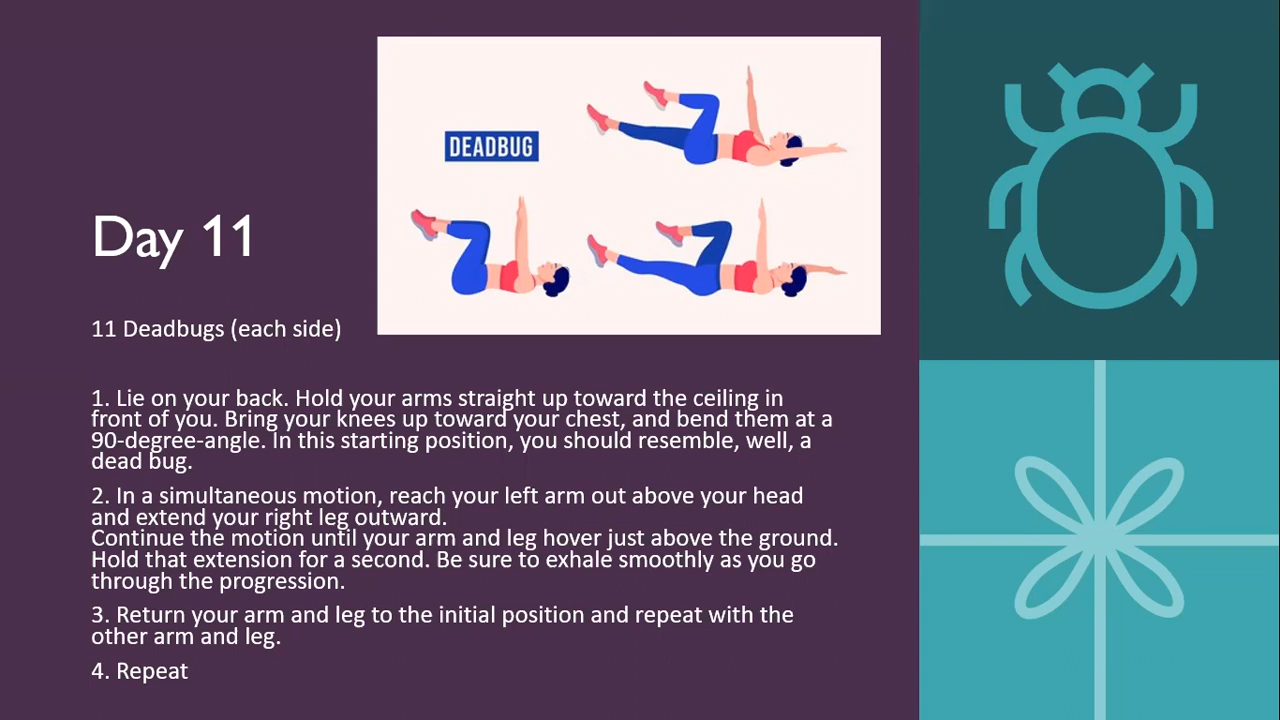 DEADBUG
Day 11
11 Deadbugs (each side)
1. Lie on your back. Hold your arms straight up toward the ceiling in
front of you. Bring your knees up toward your chest, and bend them at a
90-degree-angle. In this starting position, you should resemble, well, a
dead bug.
2. In a simultaneous motion, reach your left arm out above your head
and extend your right leg outward.
Continue the motion until your arm and leg hover just above the ground.
Hold that extension for a second. Be sure to exhale smoothly as you go
through the progression.
3. Return your arm and leg to the initial position and repeat with the
other arm and leg.
4. Repeat